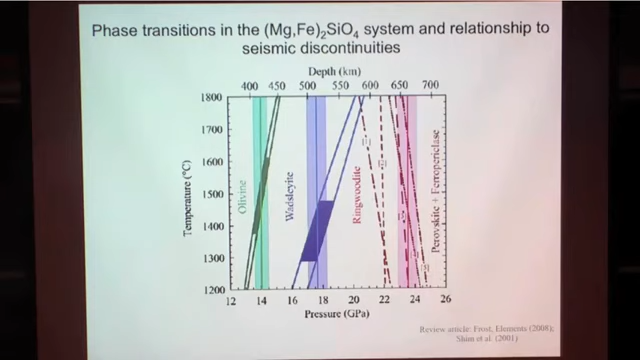 Phase transitions in the (Mg,Fe)₂SiO₄ system and relationship to
seismic discontinuities
Depth (km)
400 450 500 550 600 650 700
1800
1700
1600
1500
1400
1300
1200
Temperature (°C)
Olivine
Wadsleyite
Ringwoodite
Perovskite + Ferropericlase
12 14 16 18 20 22 24 26
Pressure (GPa)
Review article: Frost, Elements (2008);
Shim et al. (2001)